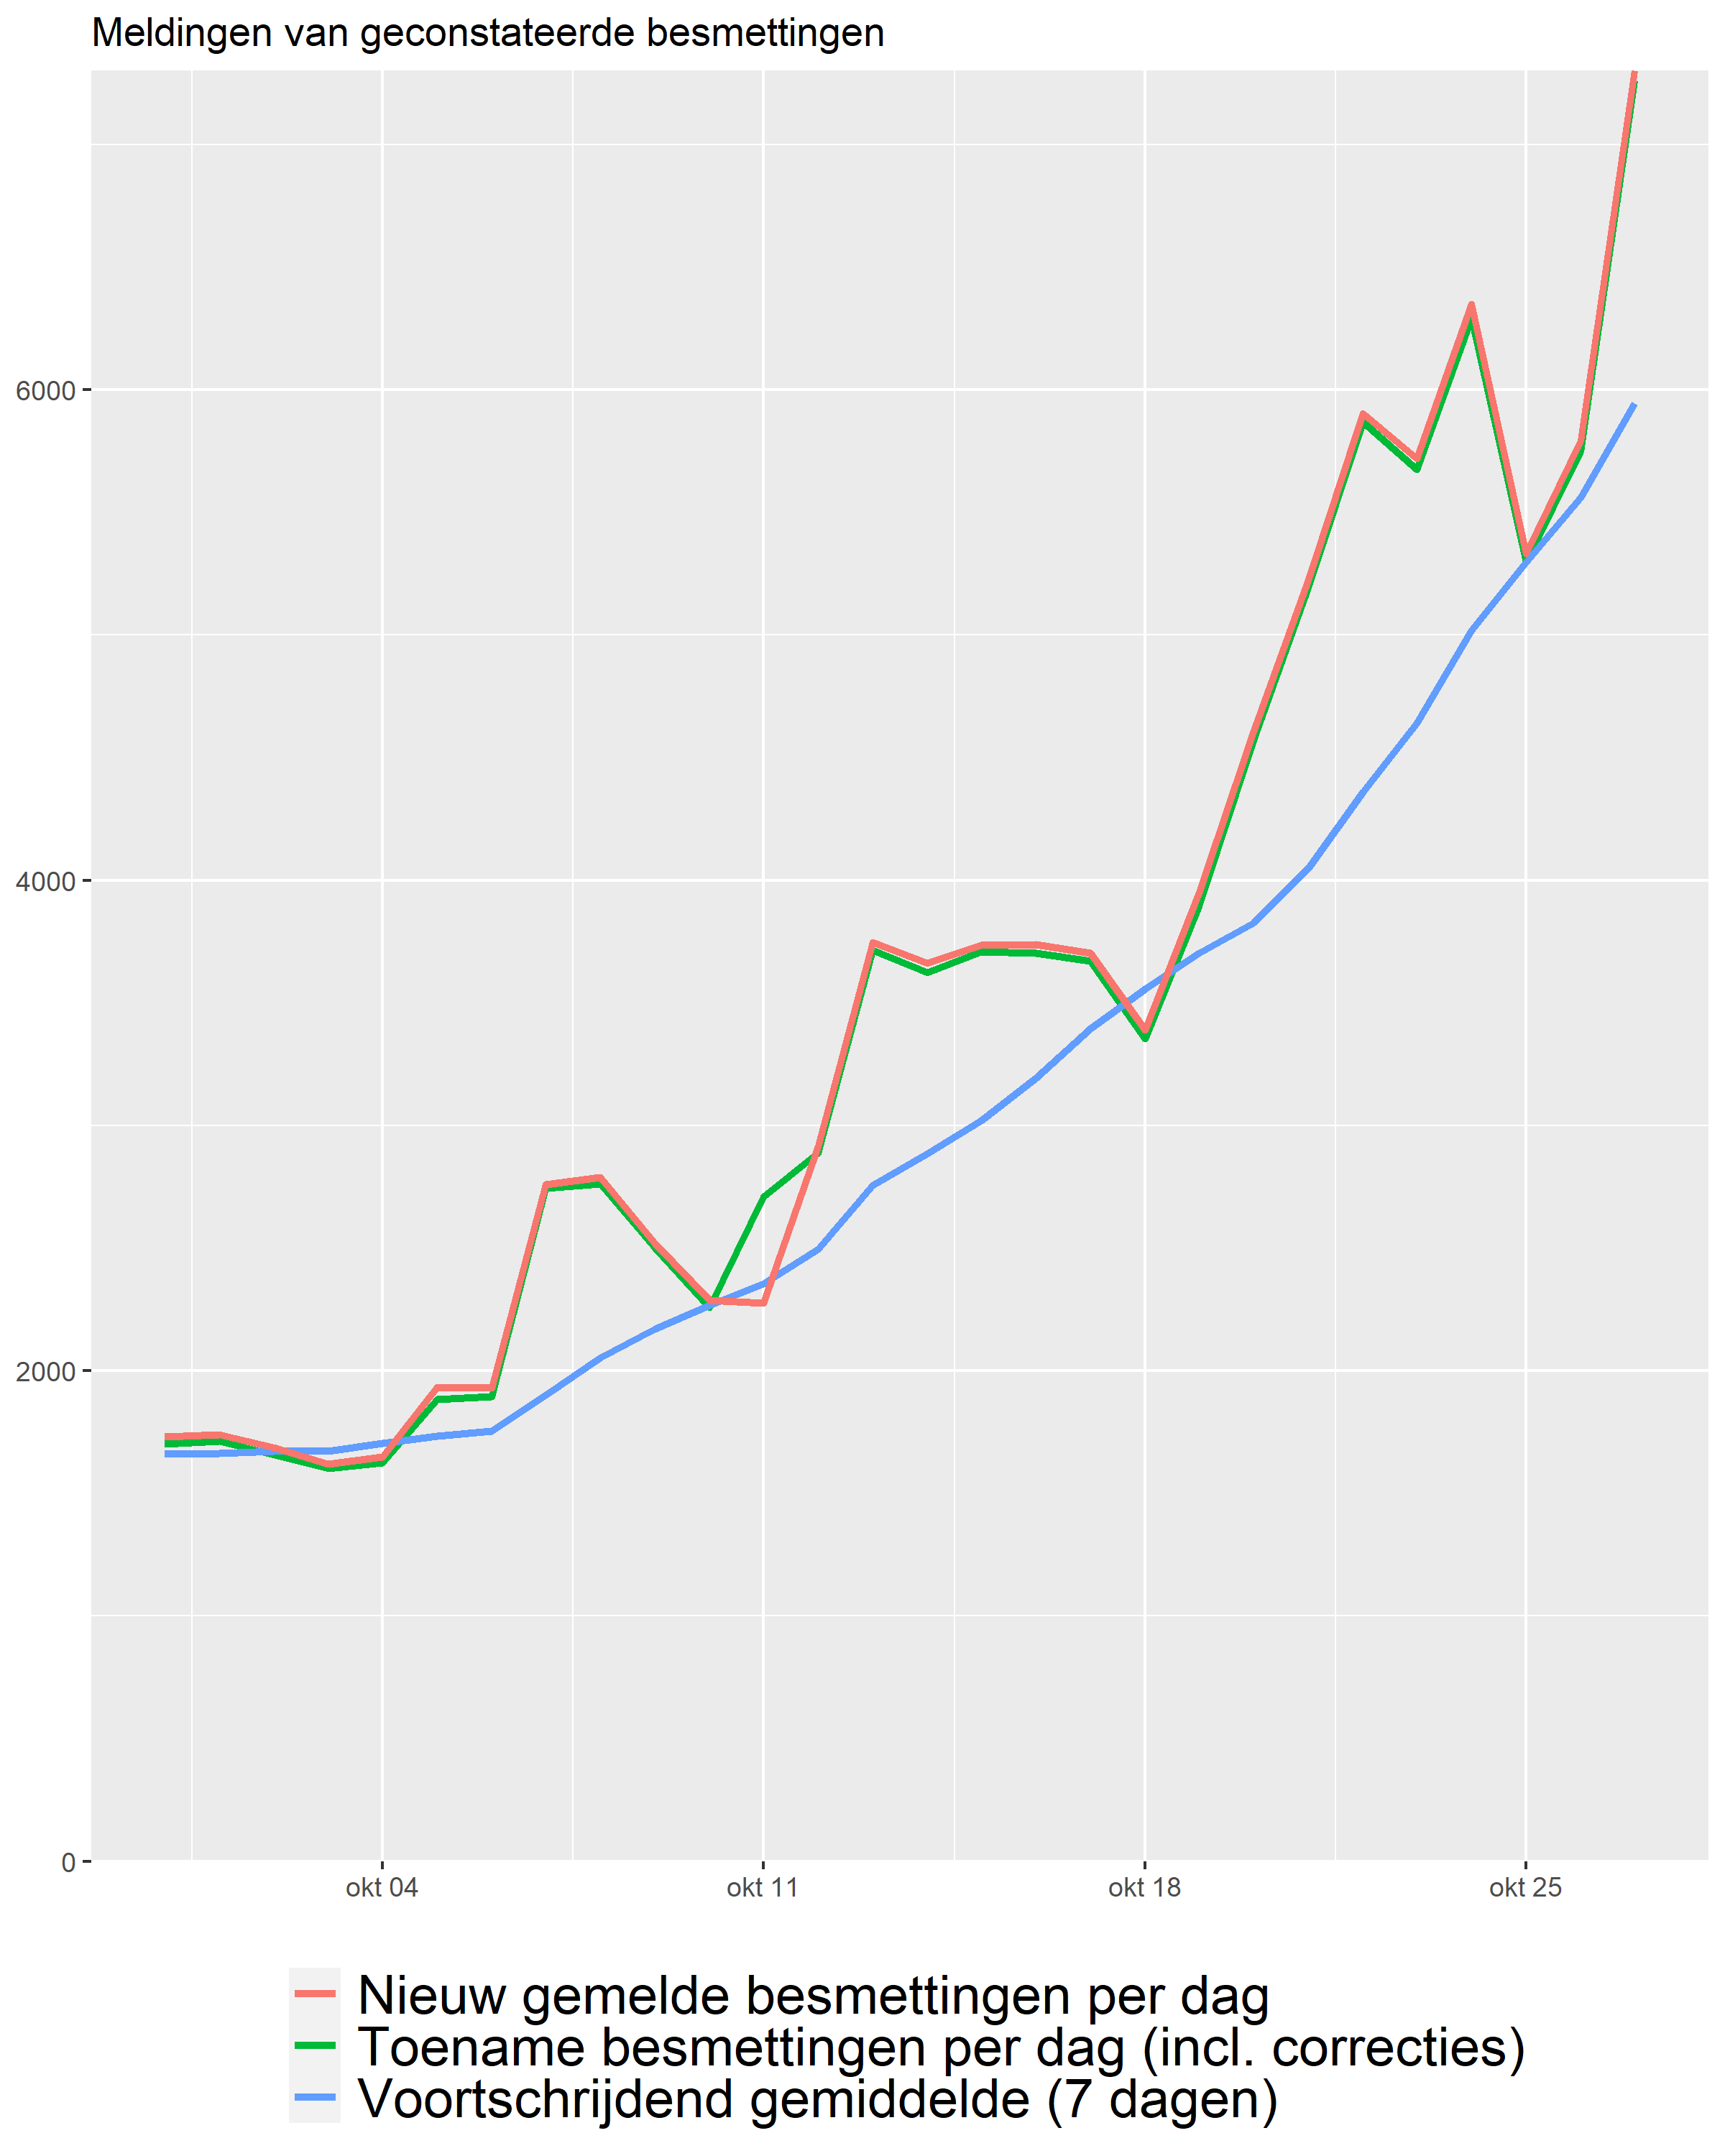 Meldingen van geconstateerde besmettingen
6000
4000
2000
0
okt 04 okt 11 okt 18 okt 25
Nieuw gemelde besmettingen per dag
Toename besmettingen per dag (incl. correcties)
Voortschrijdend gemiddelde (7 dagen)